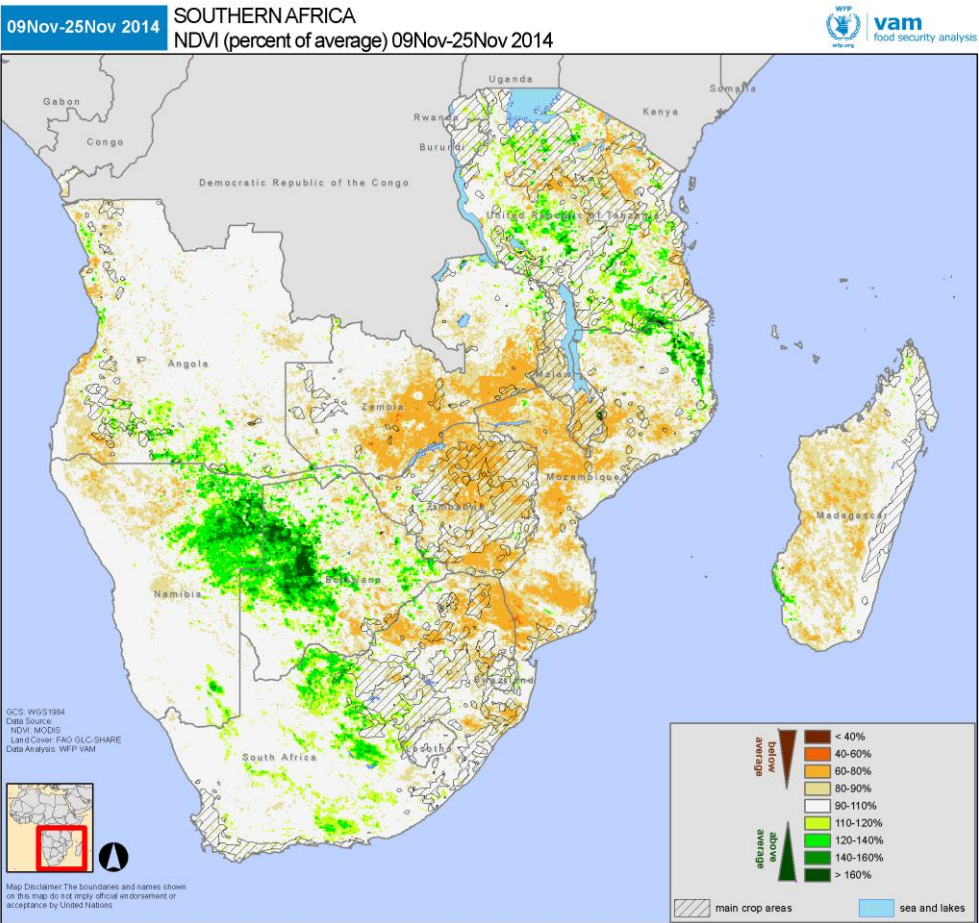 09Nov-25Nov 2014
SOUTHERN AFRICA
NDVI (percent of average) 09Nov-25Nov 2014
WFP
wfp.org
vam
food security analysis
Uganda
Somalia
Gabon
Kenya
Rwanda
Congo
Burundi
Democratic Republic of the Congo
United Republic of Tanzania
Angola
Malawi
Zambia
Mozambique
Zimbabwe
Madagascar
Botswana
Namibia
Swaziland
Lesotho
South Africa
GCS: WGS1984
Data Source:
NDVI: MODIS
Land Cover: FAO GLC-SHARE
Data Analysis: WFP VAM
Map Disclaimer:The boundaries and names shown
on this map do not imply official endorsement or
acceptance by United Nations
below
average
above
average
< 40%
40-60%
60-80%
80-90%
90-110%
110-120%
120-140%
140-160%
> 160%
main crop areas
sea and lakes